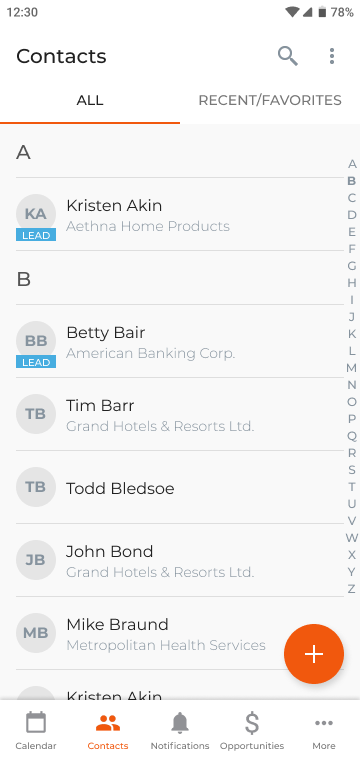 12:30
78%
Contacts
ALL
RECENT/FAVORITES
A
KA
LEAD
Kristen Akin
Aethna Home Products
B
BB
LEAD
Betty Bair
American Banking Corp.
TB
Tim Barr
Grand Hotels & Resorts Ltd.
TB
Todd Bledsoe
JB
John Bond
Grand Hotels & Resorts Ltd.
MB
Mike Braund
Metropolitan Health Services
Kristen Akin
A
B
C
D
E
F
G
H
I
J
K
L
M
N
O
P
Q
R
S
T
U
V
W
X
Y
Z
Calendar
Contacts
Notifications
Opportunities
More